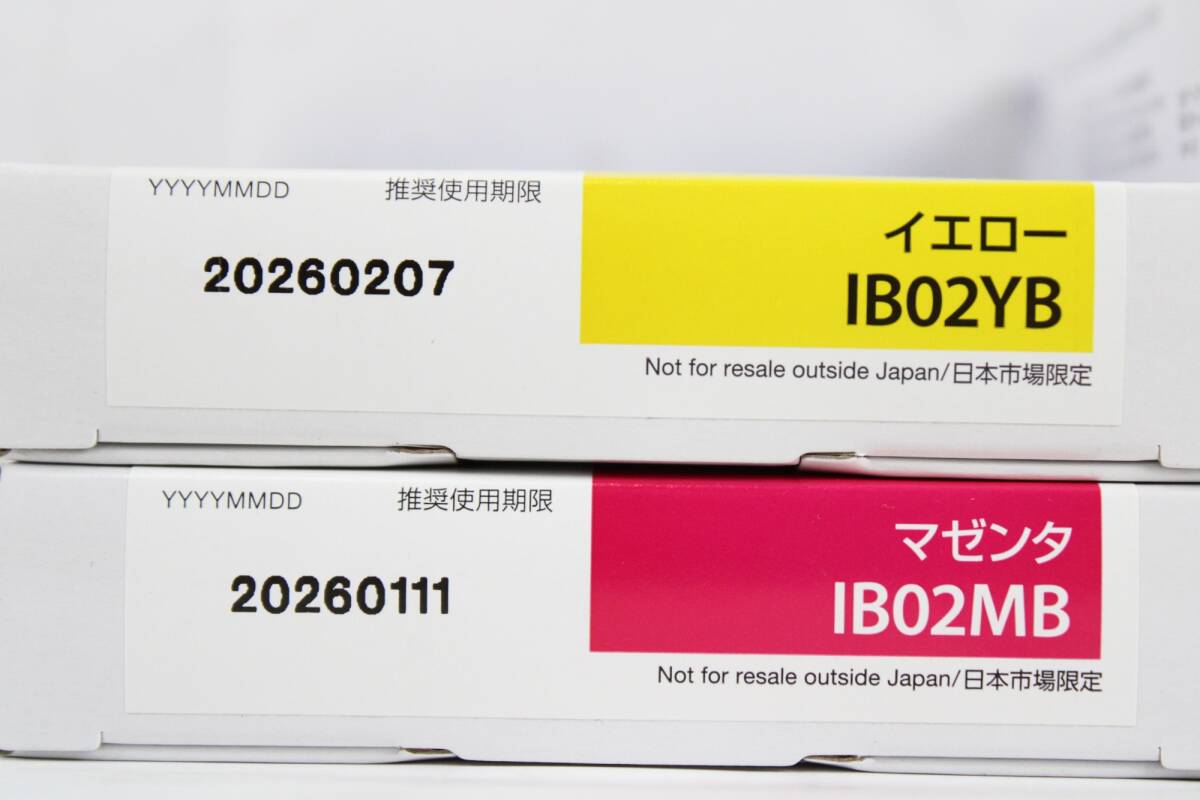 YYYYMMDD 推奨使用期限
20260207
イエロー
IB02YB
Not for resale outside Japan/日本市場限定
YYYYMMDD 推奨使用期限
20260111
マゼンタ
IB02MB
Not for resale outside Japan/日本市場限定